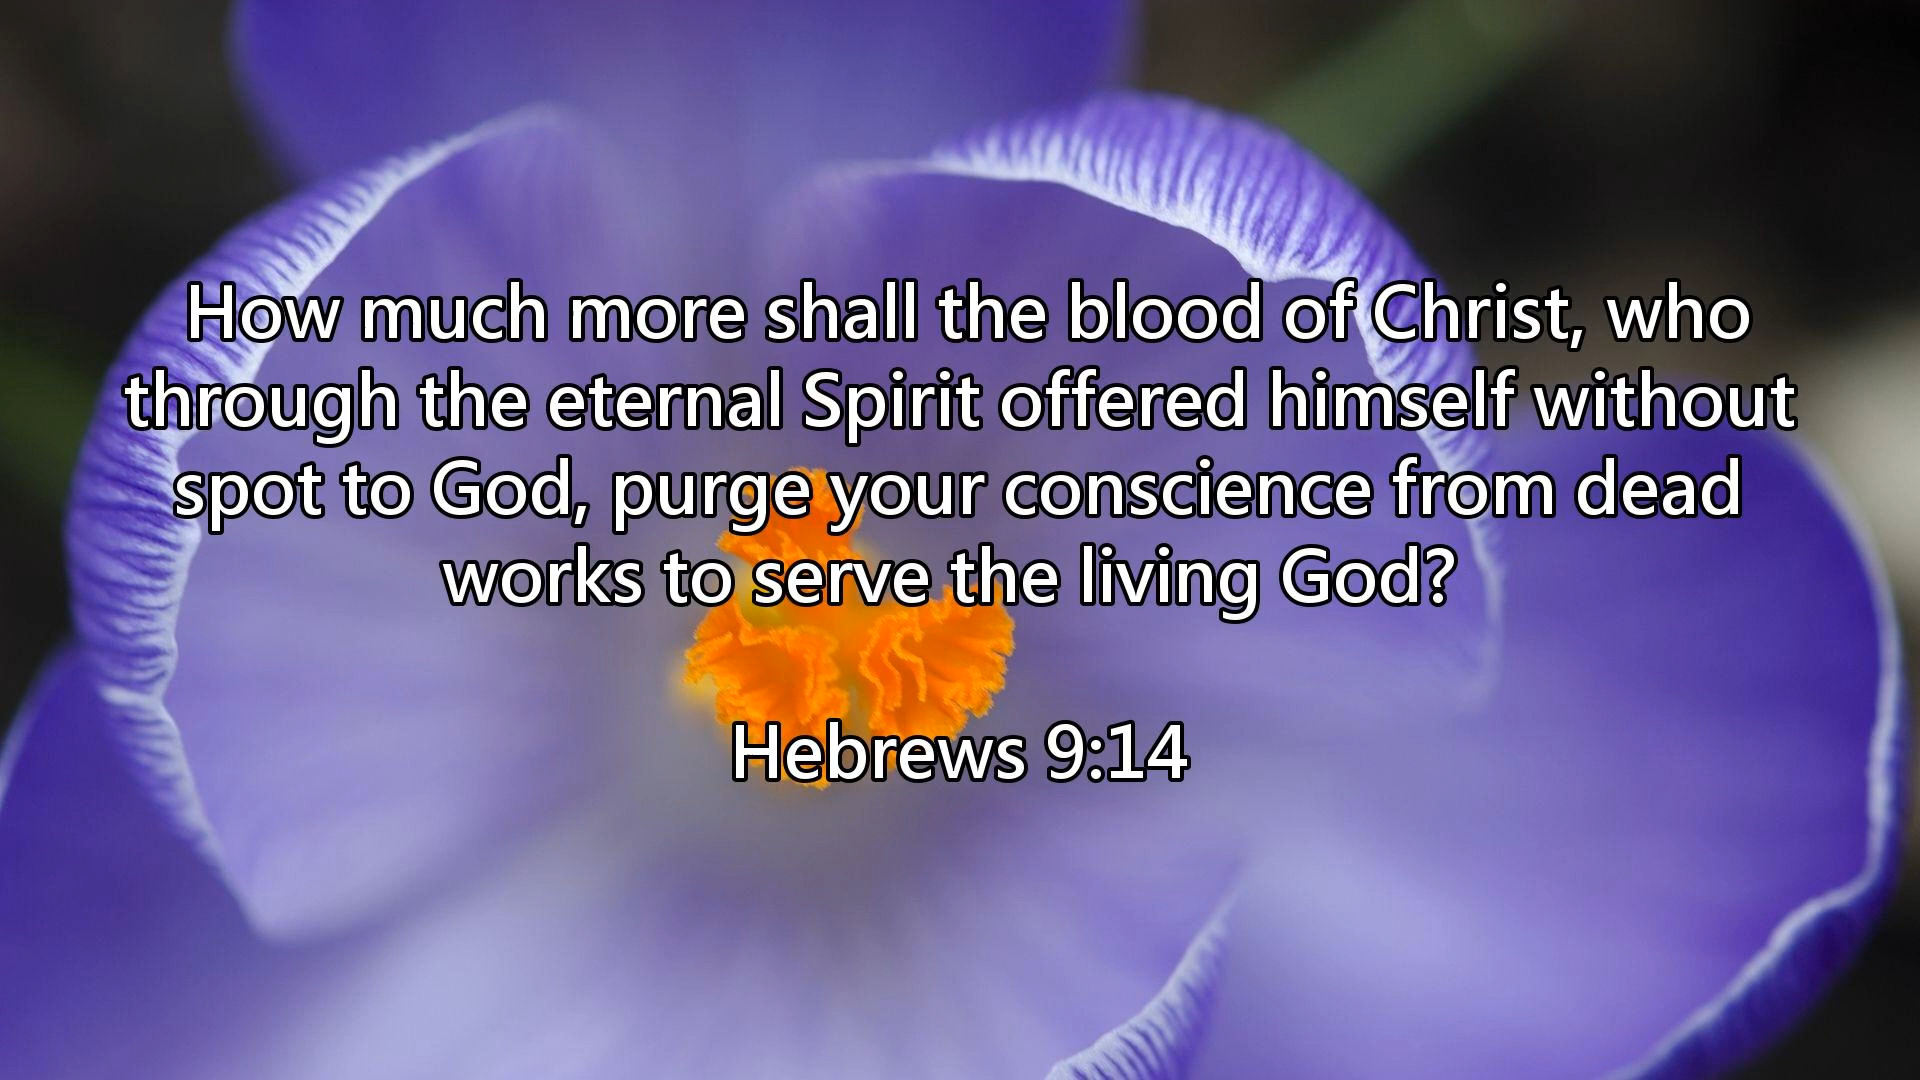 How much more shall the blood of Christ, who
through the eternal Spirit offered himself without
spot to God, purge your conscience from dead
works to serve the living God?
Hebrews 9:14